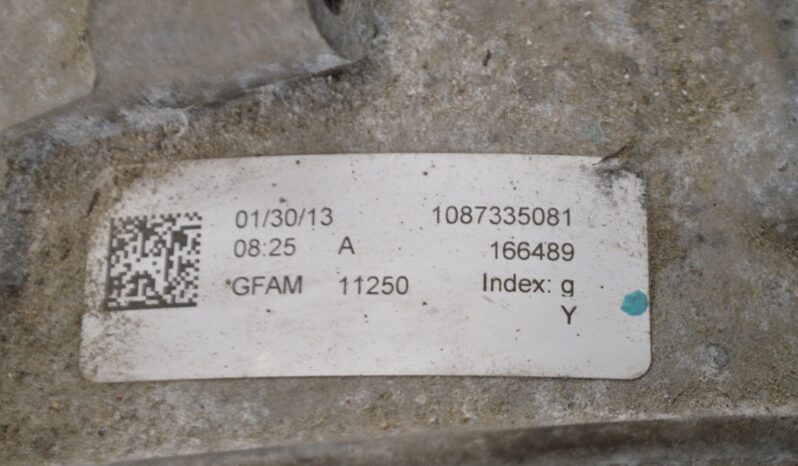 01/30/13 1087335081
08:25 A 166489
GFAM 11250 Index: g
Y